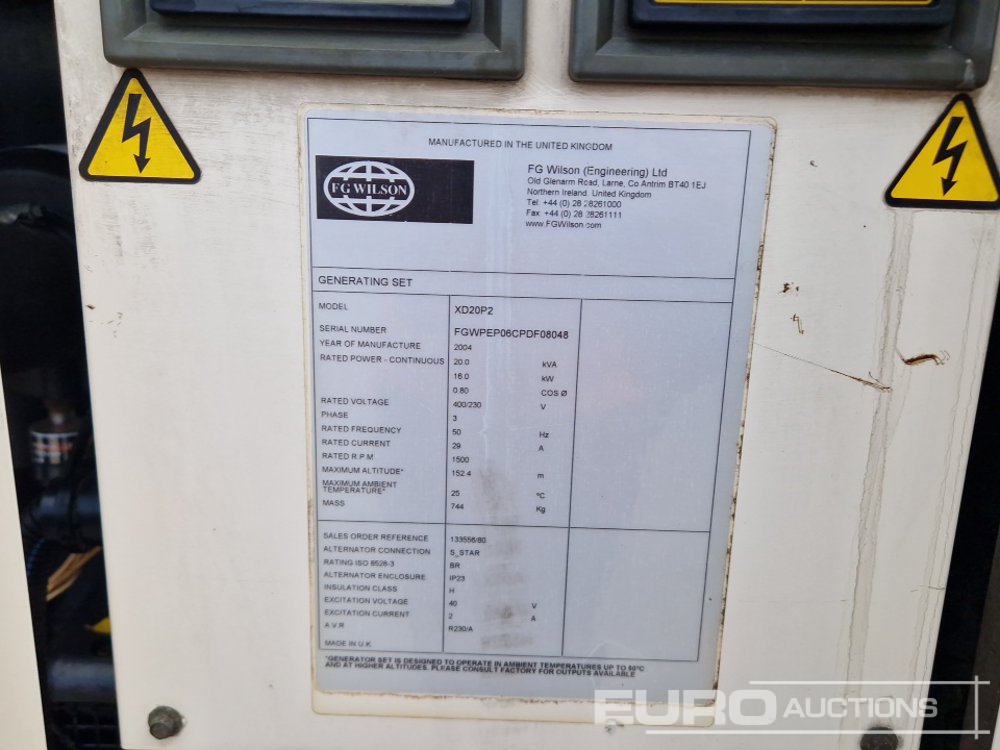 MANUFACTURED IN THE UNITED KINGDOM
FG WILSON
FG Wilson (Engineering) Ltd
Old Glenarm Road, Larne, Co Antrim BT40 1EJ
Northern Ireland. United Kingdom
Tel. +44 (0) 28 28261000
Fax. +44 (0) 28 28261111
www.FGWilson.com
GENERATING SET
MODEL XD20P2
SERIAL NUMBER FGWPEP06CPDF08048
YEAR OF MANUFACTURE 2004
RATED POWER - CONTINUOUS 20.0 kVA
16.0 kW
0.80 COS Ø
RATED VOLTAGE 400/230 V
PHASE 3
RATED FREQUENCY 50 Hz
RATED CURRENT 29 A
RATED R.P.M 1500
MAXIMUM ALTITUDE* 152.4 m
MAXIMUM AMBIENT
TEMPERATURE* 25 ºC
MASS 744 Kg
SALES ORDER REFERENCE 133556/80
ALTERNATOR CONNECTION S_STAR
RATING ISO 8528-3 BR
ALTERNATOR ENCLOSURE IP23
INSULATION CLASS H
EXCITATION VOLTAGE 40 V
EXCITATION CURRENT 2 A
A.V.R R230/A
MADE IN U.K
*GENERATOR SET IS DESIGNED TO OPERATE IN AMBIENT TEMPERATURES UP TO 50ºC
AND AT HIGHER ALTITUDES. PLEASE CONSULT FACTORY FOR OUTPUTS AVAILABLE
EURO AUCTIONS